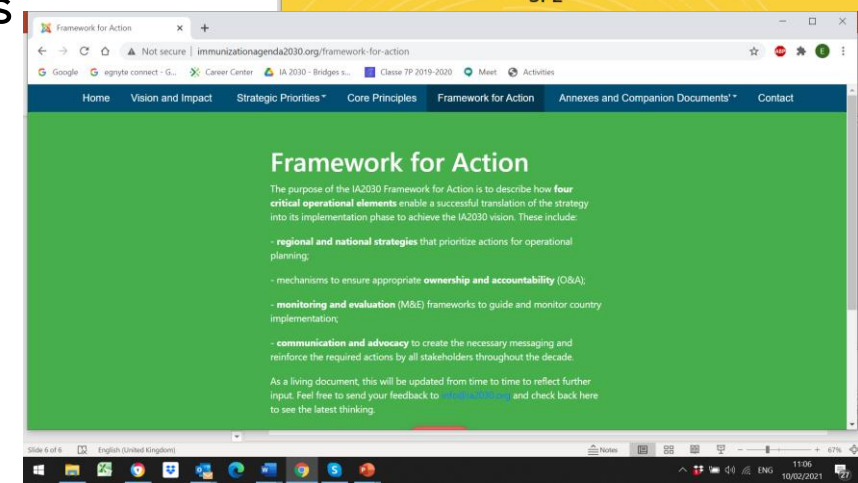 s
Framework for Action
Not secure | immunizationagenda2030.org/framework-for-action
ABP
E
Google egnyte connect - G... Career Center IA 2030 - Bridges s... Classe 7P 2019-2020 Meet Activities
Home Vision and Impact Strategic Priorities Core Principles Framework for Action Annexes and Companion Documents' Contact
Framework for Action
The purpose of the IA2030 Framework for Action is to describe how four
critical operational elements enable a successful translation of the strategy
into its implementation phase to achieve the IA2030 vision. These include:
- regional and national strategies that prioritize actions for operational
planning;
- mechanisms to ensure appropriate ownership and accountability (O&A);
- monitoring and evaluation (M&E) frameworks to guide and monitor country
implementation;
- communication and advocacy to create the necessary messaging and
reinforce the required actions by all stakeholders throughout the decade.
As a living document, this will be updated from time to time to reflect further
input. Feel free to send your feedback to info@ia2030.org and check back here
to see the latest thinking.
Slide 6 of 6 English (United Kingdom) Notes 67%
ENG 11:06
10/02/2021 27